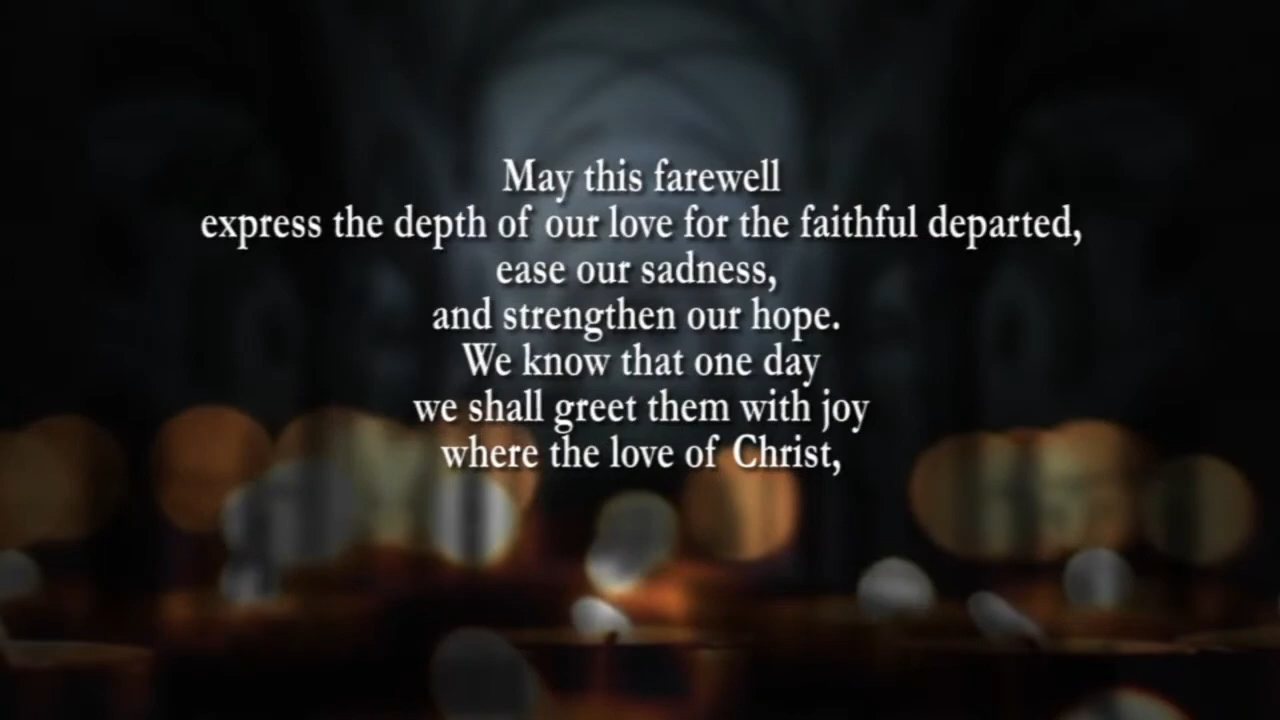 May this farewell
express the depth of our love for the faithful departed,
ease our sadness,
and strengthen our hope.
We know that one day
we shall greet them with joy
where the love of Christ,